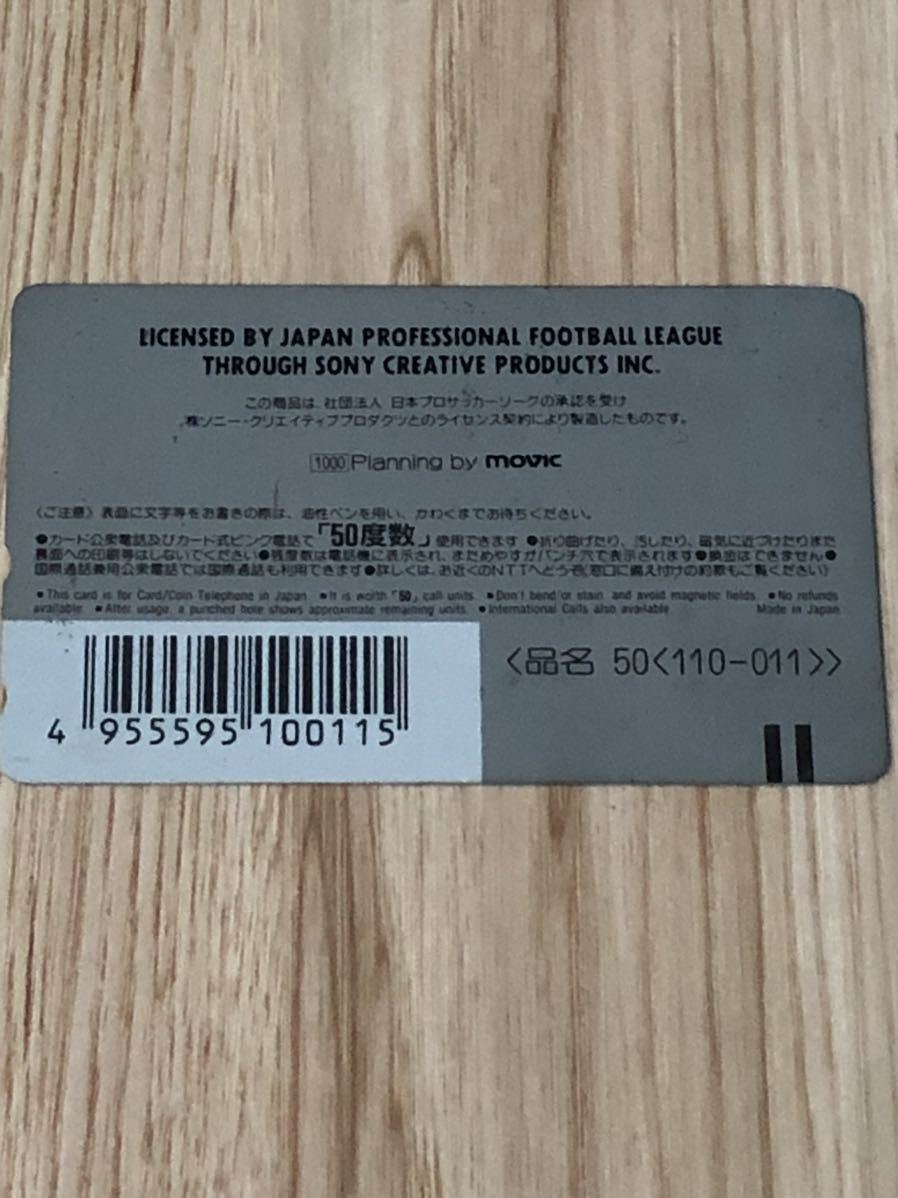 LICENSED BY JAPAN PROFESSIONAL FOOTBALL LEAGUE
THROUGH SONY CREATIVE PRODUCTS INC.
この商品は、社団法人 日本プロサッカーリーグの承認を受け
㈱ソニー・クリエイティブプロダクツとのライセンス契約により製造したものです。
1000 Planning by movic
〈ご注意〉表面に文字等をお書きの際は、油性ペンを用い、かわくまでお待ちください。
●カード公衆電話及びカード式ピンク電話で「50度数」使用できます ●折り曲げたり、汚したり、磁気に近づけたりまた
裏面への印刷等はしないでください●残度数は電話機に表示され、まためやすがパンチ穴で表示されます●換金はできません●
国際通話兼用公衆電話では国際通話も利用できます●詳しくは、お近くのNTTへどうぞ(窓口に備え付けの約款もご覧ください)
■This card is for Card/Coin Telephone in Japan. ■It is worth「50」call units. ■Don't bend or stain, and avoid magnetic fields. ■No refunds
available. ■After usage, a punched hole shows approximate remaining units. ●International Calls also available. Made in Japan
〈品名 50〈110-011〉〉
4 955595 100115